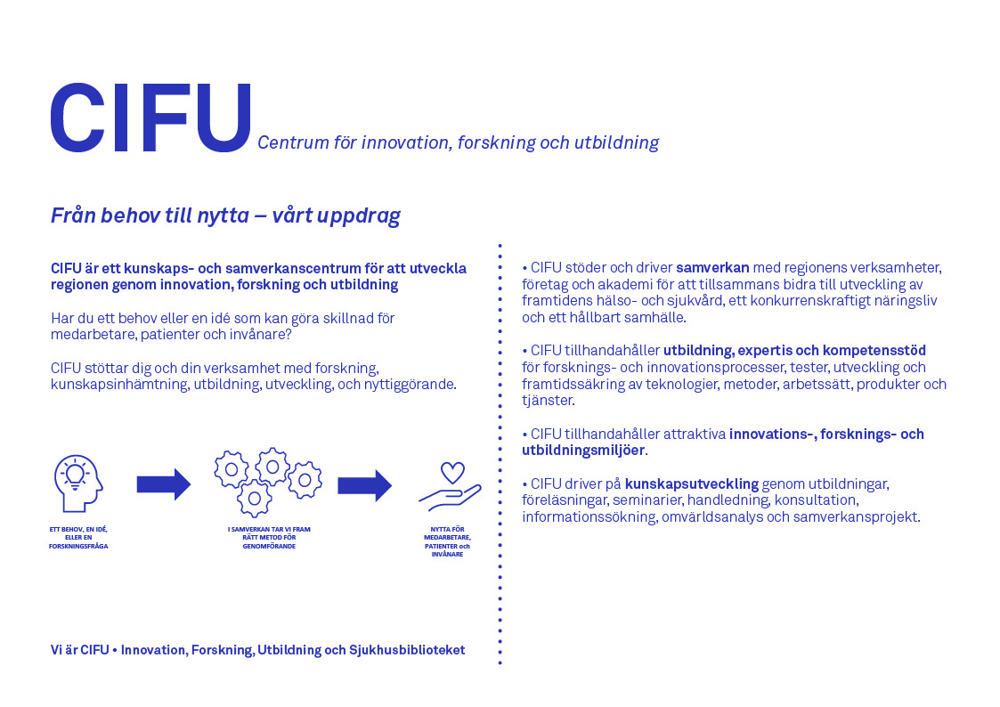 CIFU Centrum för innovation, forskning och utbildning
Från behov till nytta – vårt uppdrag
CIFU är ett kunskaps- och samverkanscentrum för att utveckla
regionen genom innovation, forskning och utbildning
Har du ett behov eller en idé som kan göra skillnad för
medarbetare, patienter och invånare?
CIFU stöttar dig och din verksamhet med forskning,
kunskapsinhämtning, utbildning, utveckling, och nyttiggörande.
ETT BEHOV, EN IDÉ,
ELLER EN
FORSKNINGSFRÅGA
I SAMVERKAN TAR VI FRAM
RÄTT METOD FÖR
GENOMFÖRANDE
NYTTA FÖR
MEDARBETARE,
PATIENTER och
INVÅNARE
Vi är CIFU • Innovation, Forskning, Utbildning och Sjukhusbiblioteket
• CIFU stöder och driver samverkan med regionens verksamheter,
företag och akademi för att tillsammans bidra till utveckling av
framtidens hälso- och sjukvård, ett konkurrenskraftigt näringsliv
och ett hållbart samhälle.
• CIFU tillhandahåller utbildning, expertis och kompetensstöd
för forsknings- och innovationsprocesser, tester, utveckling och
framtidssäkring av teknologier, metoder, arbetssätt, produkter och
tjänster.
• CIFU tillhandahåller attraktiva innovations-, forsknings- och
utbildningsmiljöer.
• CIFU driver på kunskapsutveckling genom utbildningar,
föreläsningar, seminarier, handledning, konsultation,
informationssökning, omvärldsanalys och samverkansprojekt.